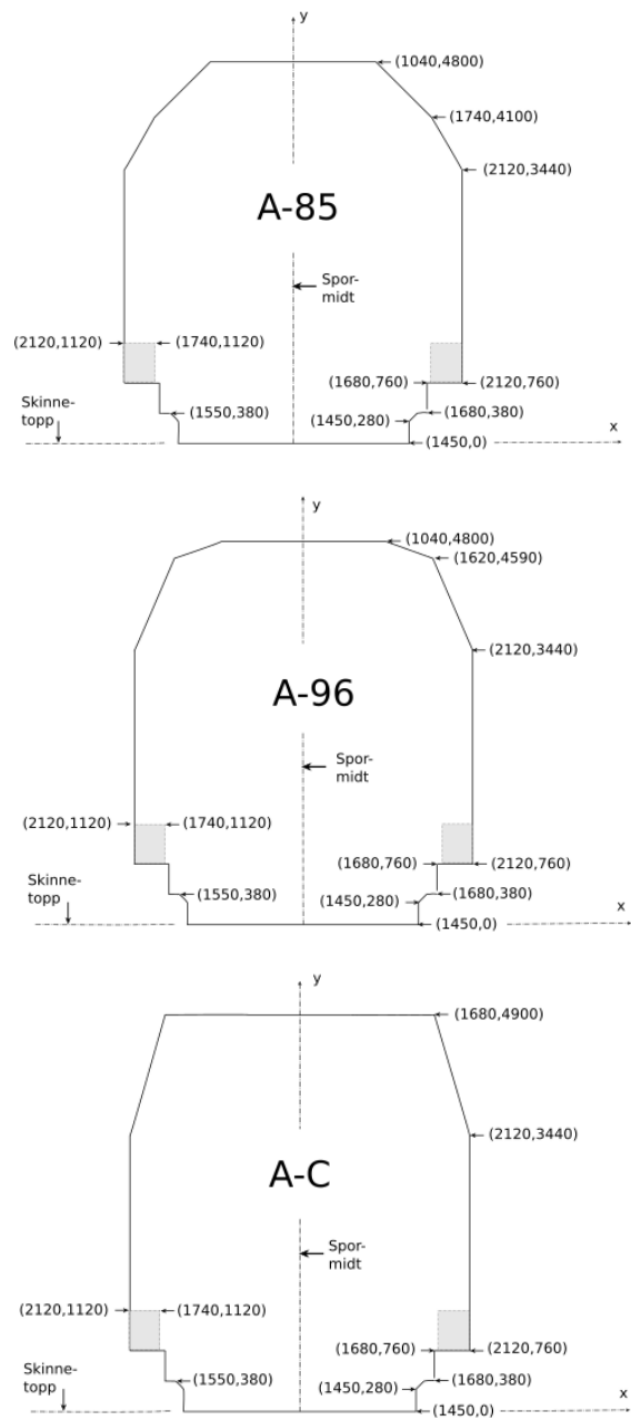 y
(1040,4800)
(1740,4100)
(2120,3440)
A-85
Spor-
midt
(2120,1120)
(1740,1120)
(1680,760)
(2120,760)
Skinne-
topp
(1550,380)
(1450,280)
(1680,380)
x
(1450,0)
y
(1040,4800)
(1620,4590)
(2120,3440)
A-96
Spor-
midt
(2120,1120)
(1740,1120)
(1680,760)
(2120,760)
Skinne-
topp
(1550,380)
(1450,280)
(1680,380)
x
(1450,0)
y
(1680,4900)
(2120,3440)
A-C
Spor-
midt
(2120,1120)
(1740,1120)
(1680,760)
(2120,760)
Skinne-
topp
(1550,380)
(1450,280)
(1680,380)
x
(1450,0)